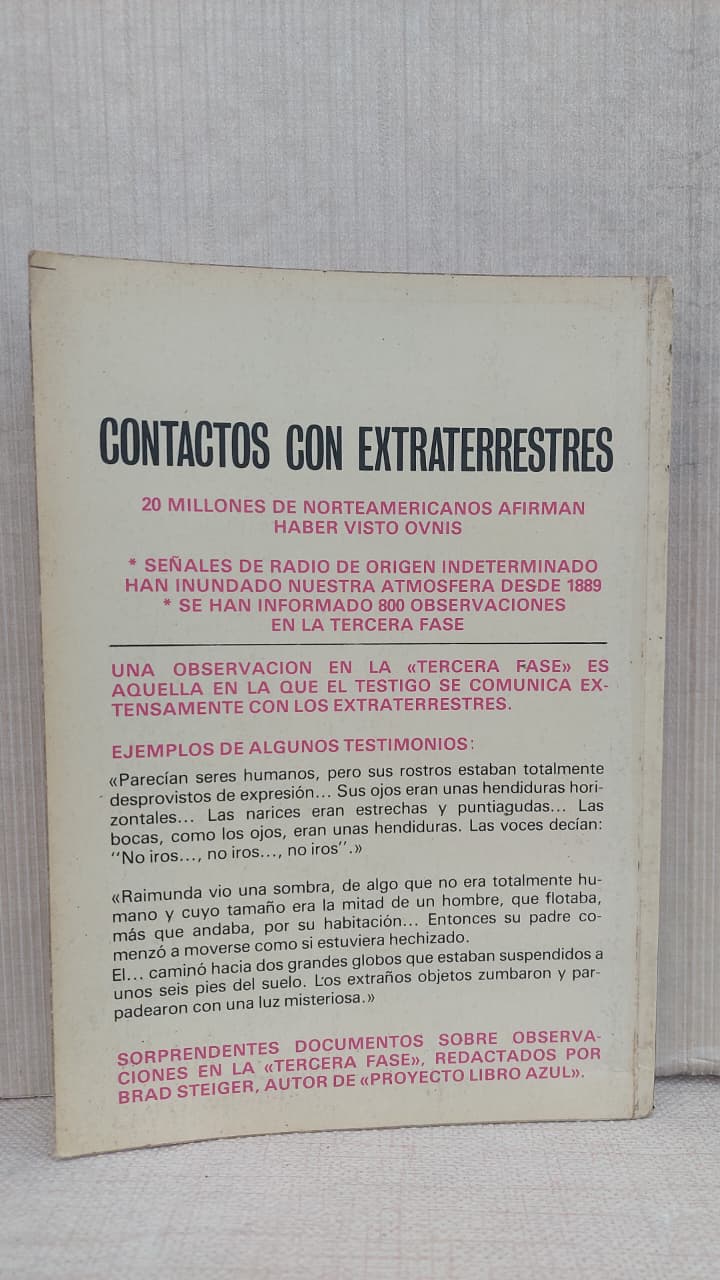 CONTACTOS CON EXTRATERRESTRES
20 MILLONES DE NORTEAMERICANOS AFIRMAN
HABER VISTO OVNIS
* SEÑALES DE RADIO DE ORIGEN INDETERMINADO
HAN INUNDADO NUESTRA ATMOSFERA DESDE 1889
* SE HAN INFORMADO 800 OBSERVACIONES
EN LA TERCERA FASE
UNA OBSERVACION EN LA «TERCERA FASE» ES
AQUELLA EN LA QUE EL TESTIGO SE COMUNICA EX-
TENSAMENTE CON LOS EXTRATERRESTRES.
EJEMPLOS DE ALGUNOS TESTIMONIOS:
«Parecían seres humanos, pero sus rostros estaban totalmente
desprovistos de expresión... Sus ojos eran unas hendiduras hori-
zontales... Las narices eran estrechas y puntiagudas... Las
bocas, como los ojos, eran unas hendiduras. Las voces decían:
"No iros..., no iros..., no iros".»
«Raimunda vio una sombra, de algo que no era totalmente hu-
mano y cuyo tamaño era la mitad de un hombre, que flotaba,
más que andaba, por su habitación... Entonces su padre co-
menzó a moverse como si estuviera hechizado.
El... caminó hacia dos grandes globos que estaban suspendidos a
unos seis pies del suelo. Los extraños objetos zumbaron y par-
padearon con una luz misteriosa.»
SORPRENDENTES DOCUMENTOS SOBRE OBSERVA-
CIONES EN LA «TERCERA FASE», REDACTADOS POR
BRAD STEIGER, AUTOR DE «PROYECTO LIBRO AZUL».